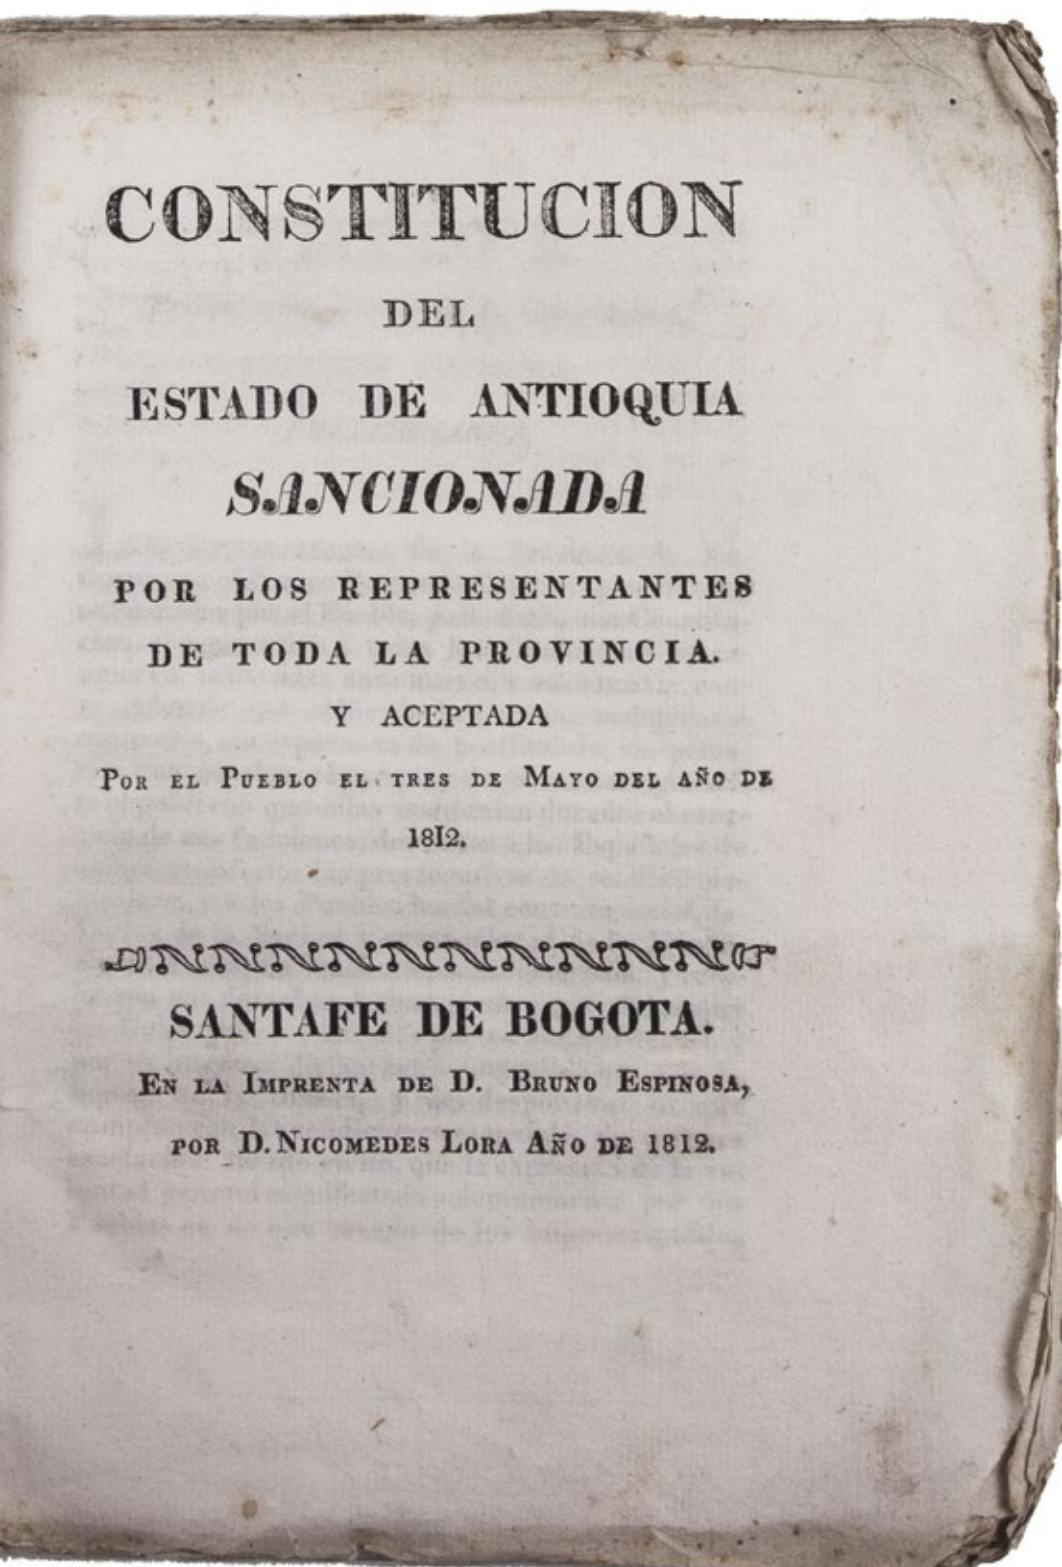 CONSTITUCION
DEL
ESTADO DE ANTIOQUIA
SANCIONADA
POR LOS REPRESENTANTES
DE TODA LA PROVINCIA.
Y ACEPTADA
POR EL PUEBLO EL TRES DE MAYO DEL AÑO DE
18I2.
SANTAFE DE BOGOTA.
EN LA IMPRENTA DE D. BRUNO ESPINOSA,
POR D. NICOMEDES LORA AÑO DE 1812.